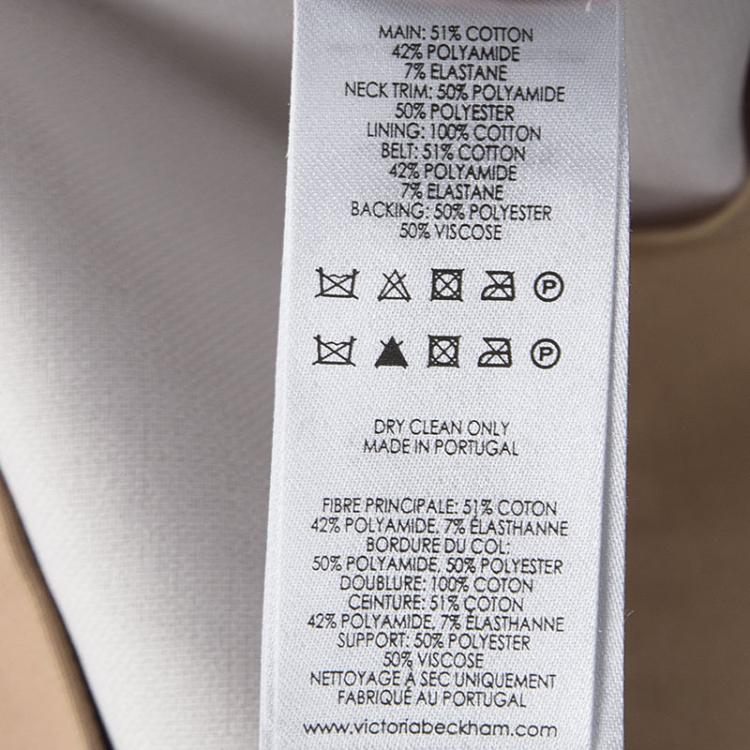 MAIN: 51% COTTON
42% POLYAMIDE
7% ELASTANE
NECK TRIM: 50% POLYAMIDE
50% POLYESTER
LINING: 100% COTTON
BELT: 51% COTTON
42% POLYAMIDE
7% ELASTANE
BACKING: 50% POLYESTER
50% VISCOSE
P
P
DRY CLEAN ONLY
MADE IN PORTUGAL
FIBRE PRINCIPALE: 51% COTON
42% POLYAMIDE, 7% ÉLASTHANNE
BORDURE DU COL:
50% POLYAMIDE, 50% POLYESTER
DOUBLURE: 100% COTON
CEINTURE: 51% COTON
42% POLYAMIDE, 7% ÉLASTHANNE
SUPPORT: 50% POLYESTER
50% VISCOSE
NETTOYAGE À SEC UNIQUEMENT
FABRIQUÉ AU PORTUGAL
www.victoriabeckham.com